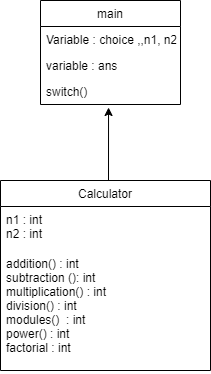 main
Variable : choice ,,n1, n2
variable : ans
switch()
Calculator
n1 : int
n2 : int
addition() : int
subtraction (): int
multiplication() : int
division() : int
modules()  : int
power() : int
factorial : int